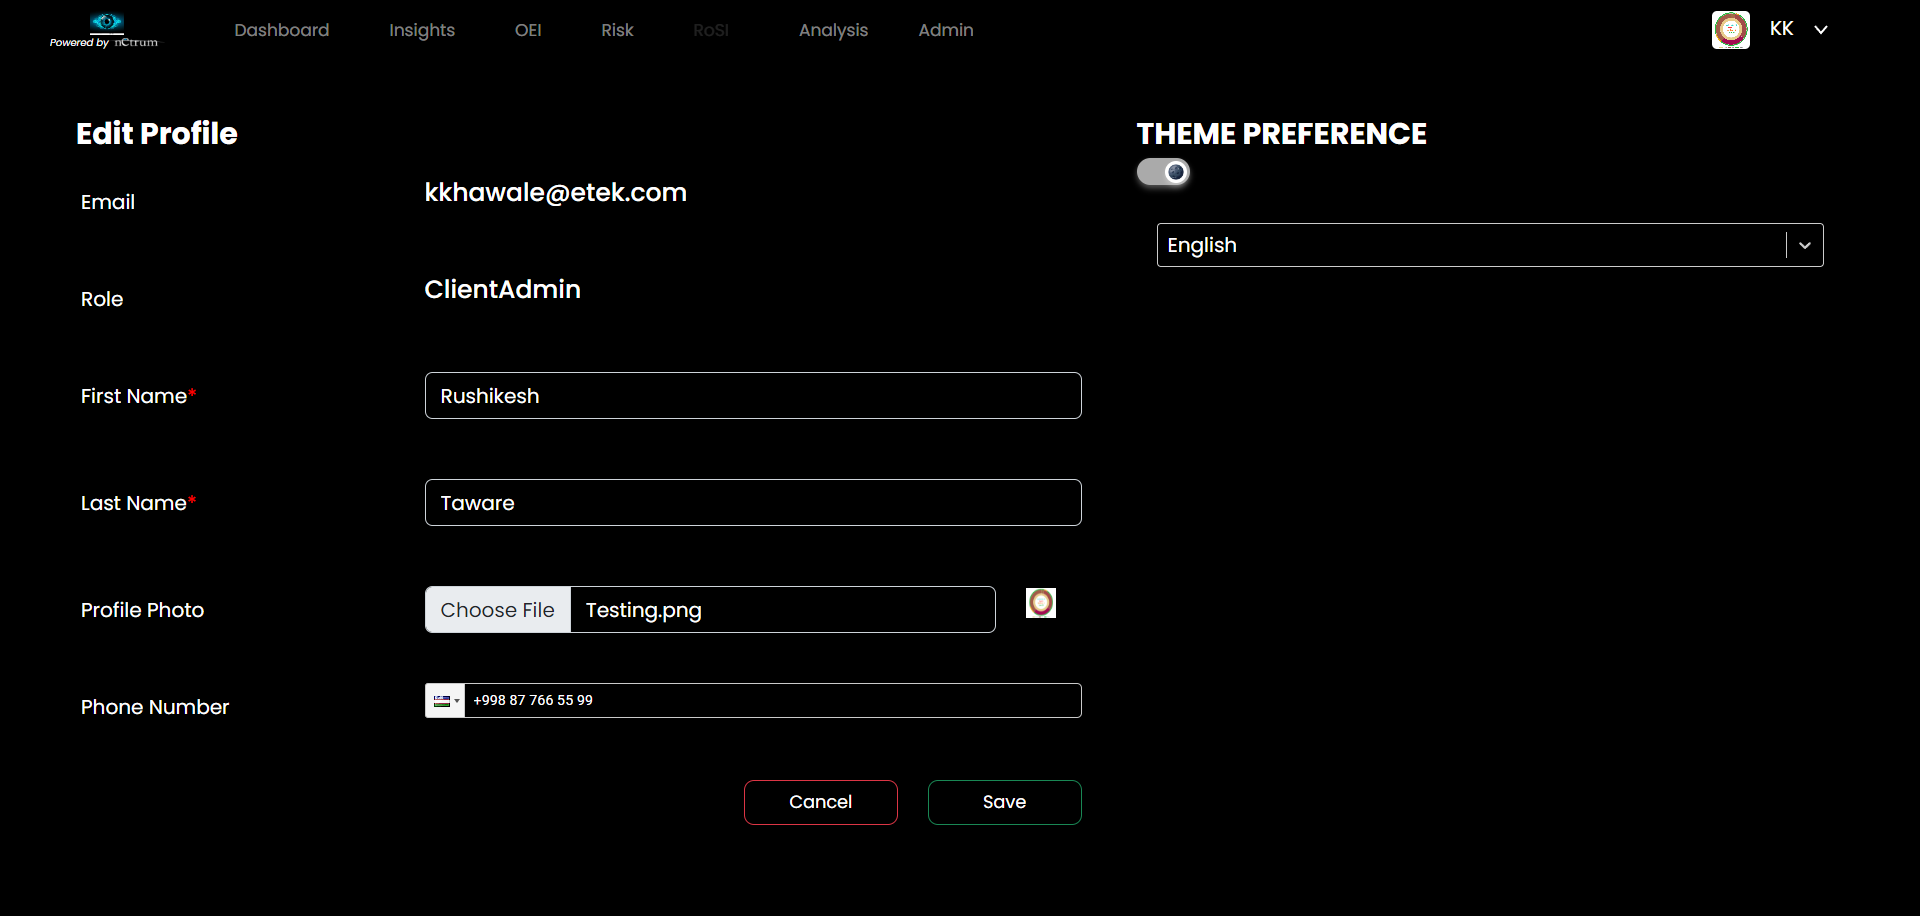 Powered by nCtrum
Dashboard Insights OEI Risk RoSI Analysis Admin
KK
Edit Profile
Email kkhawale@etek.com
Role ClientAdmin
First Name* Rushikesh
Last Name* Taware
Profile Photo Choose File Testing.png
Phone Number +998 87 766 55 99
Cancel Save
THEME PREFERENCE
English